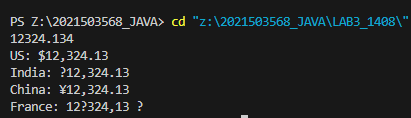 PS Z:\2021503568_JAVA> cd "z:\2021503568_JAVA\LAB3_1408\"
12324.134
US: $12,324.13
India: ?12,324.13
China: ¥12,324.13
France: 12?324,13 ?